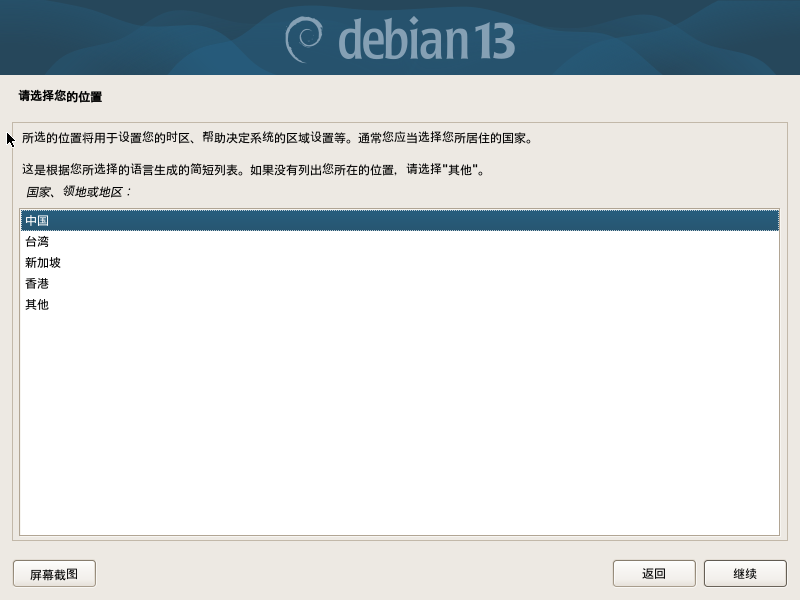 debian 13
请选择您的位置
所选的位置将用于设置您的时区、帮助决定系统的区域设置等。通常您应当选择您所居住的国家。
这是根据您所选择的语言生成的简短列表。如果没有列出您所在的位置，请选择"其他"。
国家、领地或地区：
中国
台湾
新加坡
香港
其他
屏幕截图 返回 继续